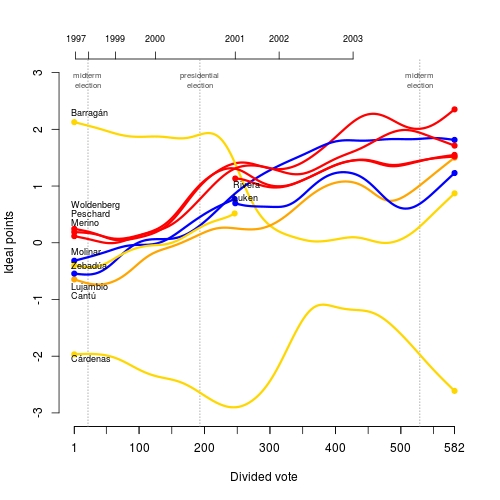 1997 1999 2000 2001 2002 2003
midterm
election
presidential
election
midterm
election
3
2
1
0
-1
-2
-3
Ideal points
Barragán
Rivera
Luken
Woldenberg
Peschard
Merino
Molinar
Zebadúa
Lujambio
Cantú
Cárdenas
1 100 200 300 400 500 582
Divided vote